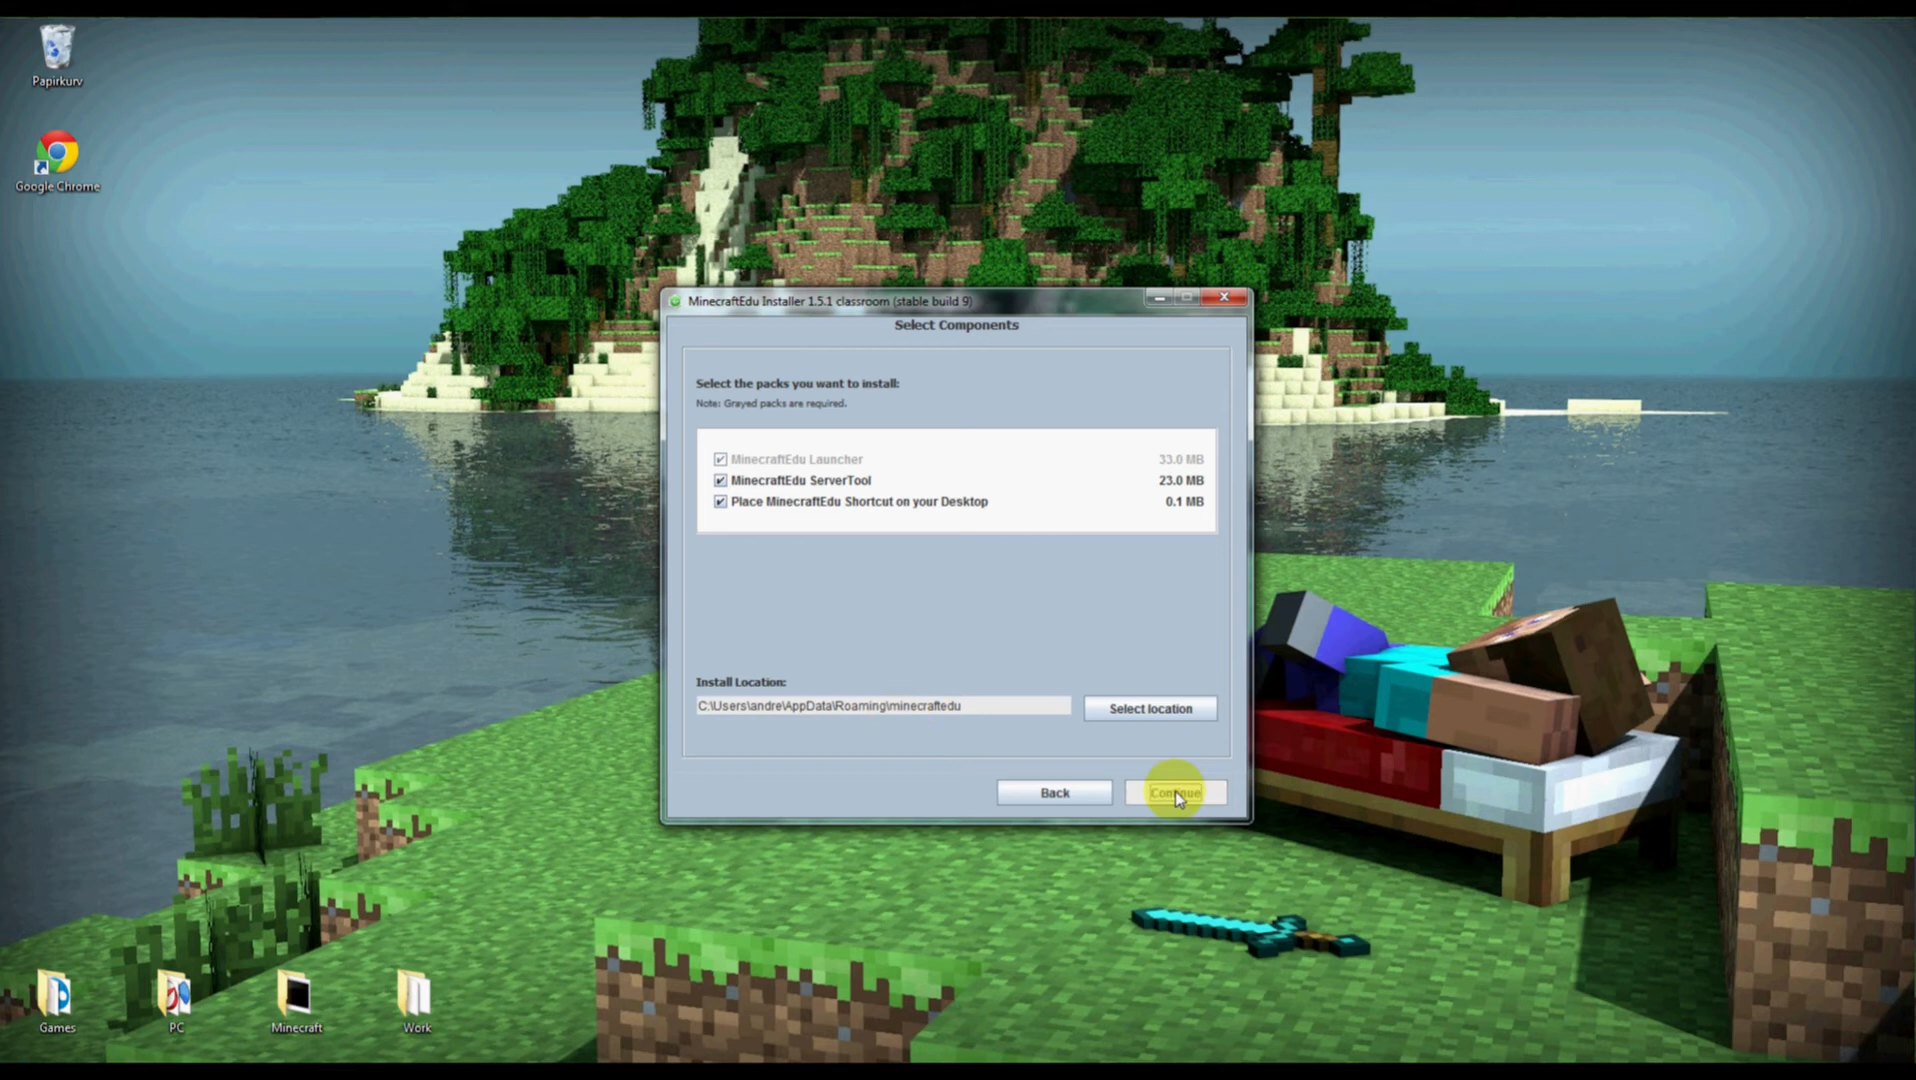 Papirkurv
Google Chrome
MinecraftEdu Installer 1.5.1 classroom (stable build 9)
Select Components
Select the packs you want to install:
Note: Grayed packs are required.
MinecraftEdu Launcher 33.0 MB
MinecraftEdu ServerTool 23.0 MB
Place MinecraftEdu Shortcut on your Desktop 0.1 MB
Install Location:
C:\Users\andre\AppData\Roaming\minecraftedu
Select location
Back
Continue
Games
PC
Minecraft
Work